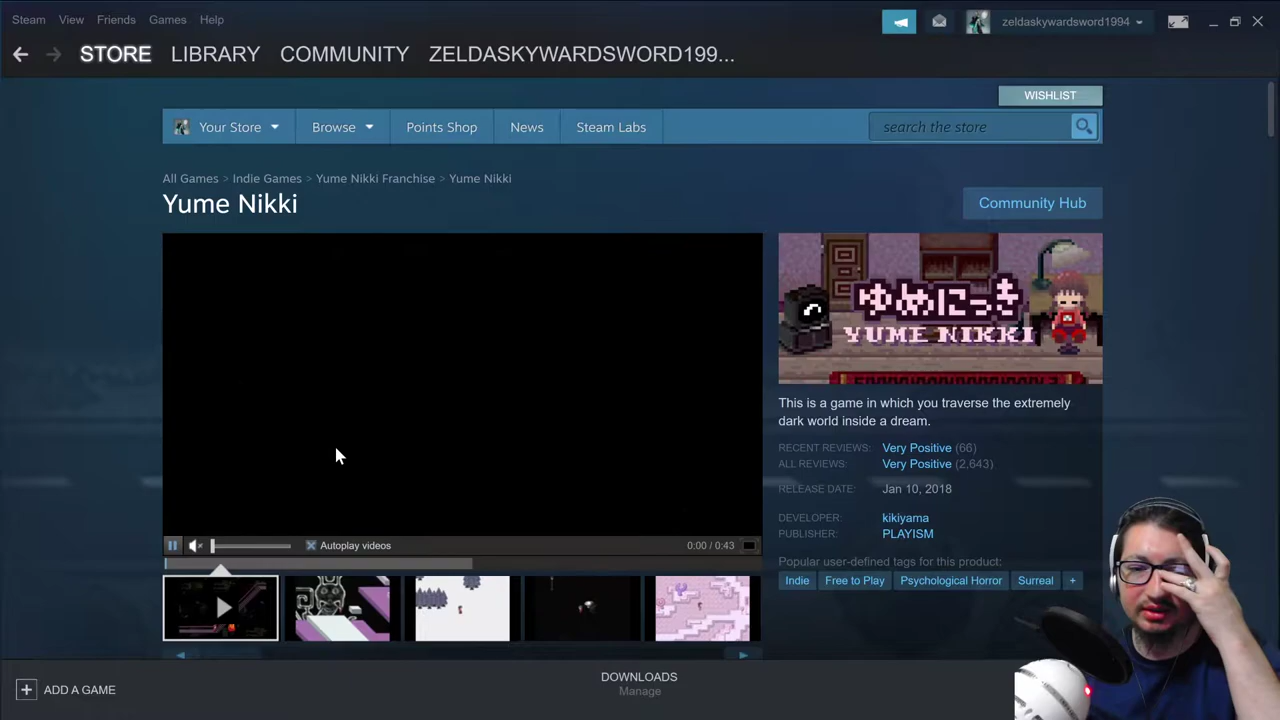 Steam View Friends Games Help
zeldaskywardsword1994
STORE LIBRARY COMMUNITY ZELDASKYWARDSWORD199...
WISHLIST
Your Store Browse Points Shop News Steam Labs search the store
All Games > Indie Games > Yume Nikki Franchise > Yume Nikki
Yume Nikki
Community Hub
ゆめにっき
YUME NIKKI
This is a game in which you traverse the extremely
dark world inside a dream.
RECENT REVIEWS: Very Positive (66)
ALL REVIEWS: Very Positive (2,643)
RELEASE DATE: Jan 10, 2018
DEVELOPER: kikiyama
PUBLISHER: PLAYISM
Autoplay videos 0:00 / 0:43
Popular user-defined tags for this product:
Indie Free to Play Psychological Horror Surreal +
+ ADD A GAME
DOWNLOADS
Manage